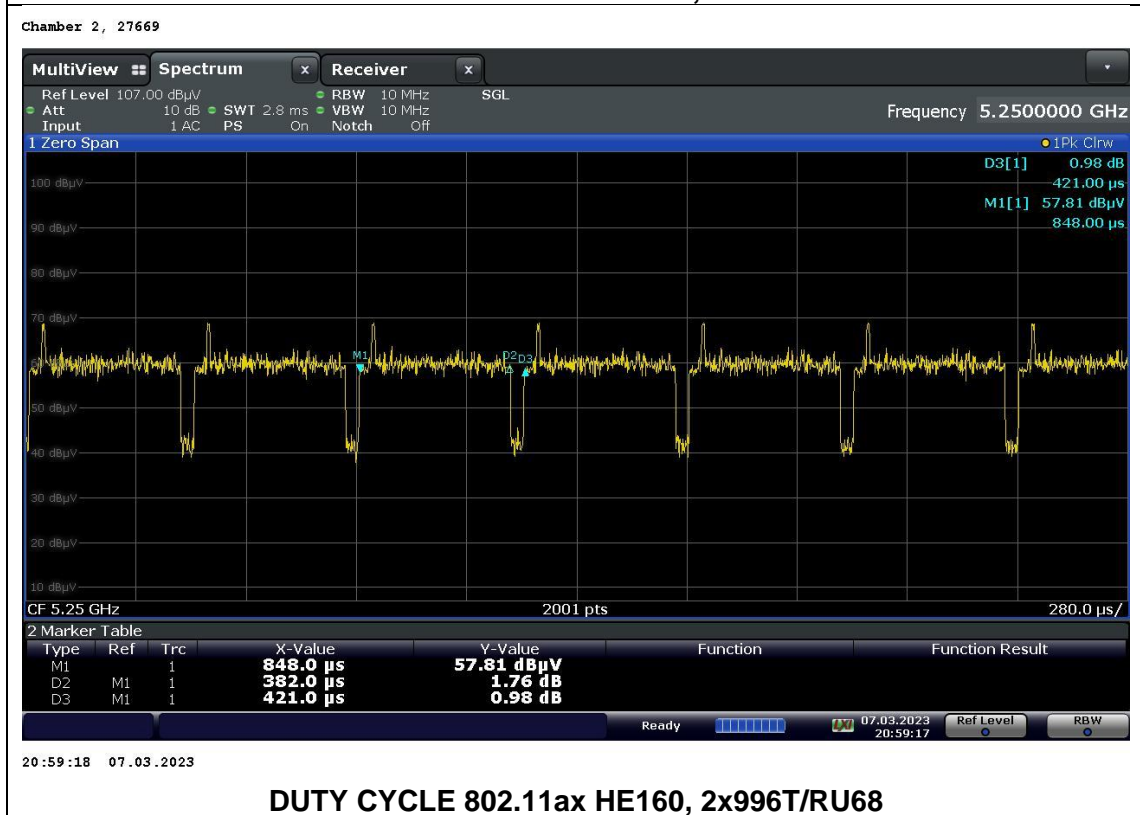 Chamber 2, 27669
MultiView Spectrum x Receiver x
Ref Level 107.00 dBµV RBW 10 MHz SGL
Att 10 dB SWT 2.8 ms VBW 10 MHz
Input 1 AC PS On Notch Off
Frequency 5.2500000 GHz
1 Zero Span 1Pk Clrw
D3[1] 0.98 dB
421.00 µs
M1[1] 57.81 dBµV
848.00 µs
100 dBµV
90 dBµV
80 dBµV
70 dBµV
M1 D2 D3
50 dBµV
40 dBµV
30 dBµV
20 dBµV
10 dBµV
CF 5.25 GHz 2001 pts 280.0 µs/
2 Marker Table
Type Ref Trc X-Value Y-Value Function Function Result
M1 1 848.0 µs 57.81 dBµV
D2 M1 1 382.0 µs 1.76 dB
D3 M1 1 421.0 µs 0.98 dB
Ready 07.03.2023 Ref Level RBW
20:59:17
20:59:18 07.03.2023
DUTY CYCLE 802.11ax HE160, 2x996T/RU68